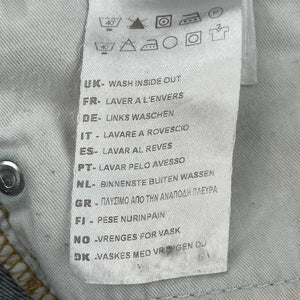 UK- WASH INSIDE OUT
FR- LAVER A L'ENVERS
DE- LINKS WASCHEN
IT - LAVARE A ROVESCIO
ES- LAVAR AL REVES
PT- LAVAR PELO AVESSO
NL- BINNENSTE BUITEN WASSEN
GR - ΠΛΥΣΙΜΟ ΑΠΟ ΤΗΝ ΑΝΑΠΟΔΗ ΠΛΕΥΡΑ
FI - PESE NURINPAIN
NO -VRENGES FOR VASK
DK -VASKES MED VRANGEN DU